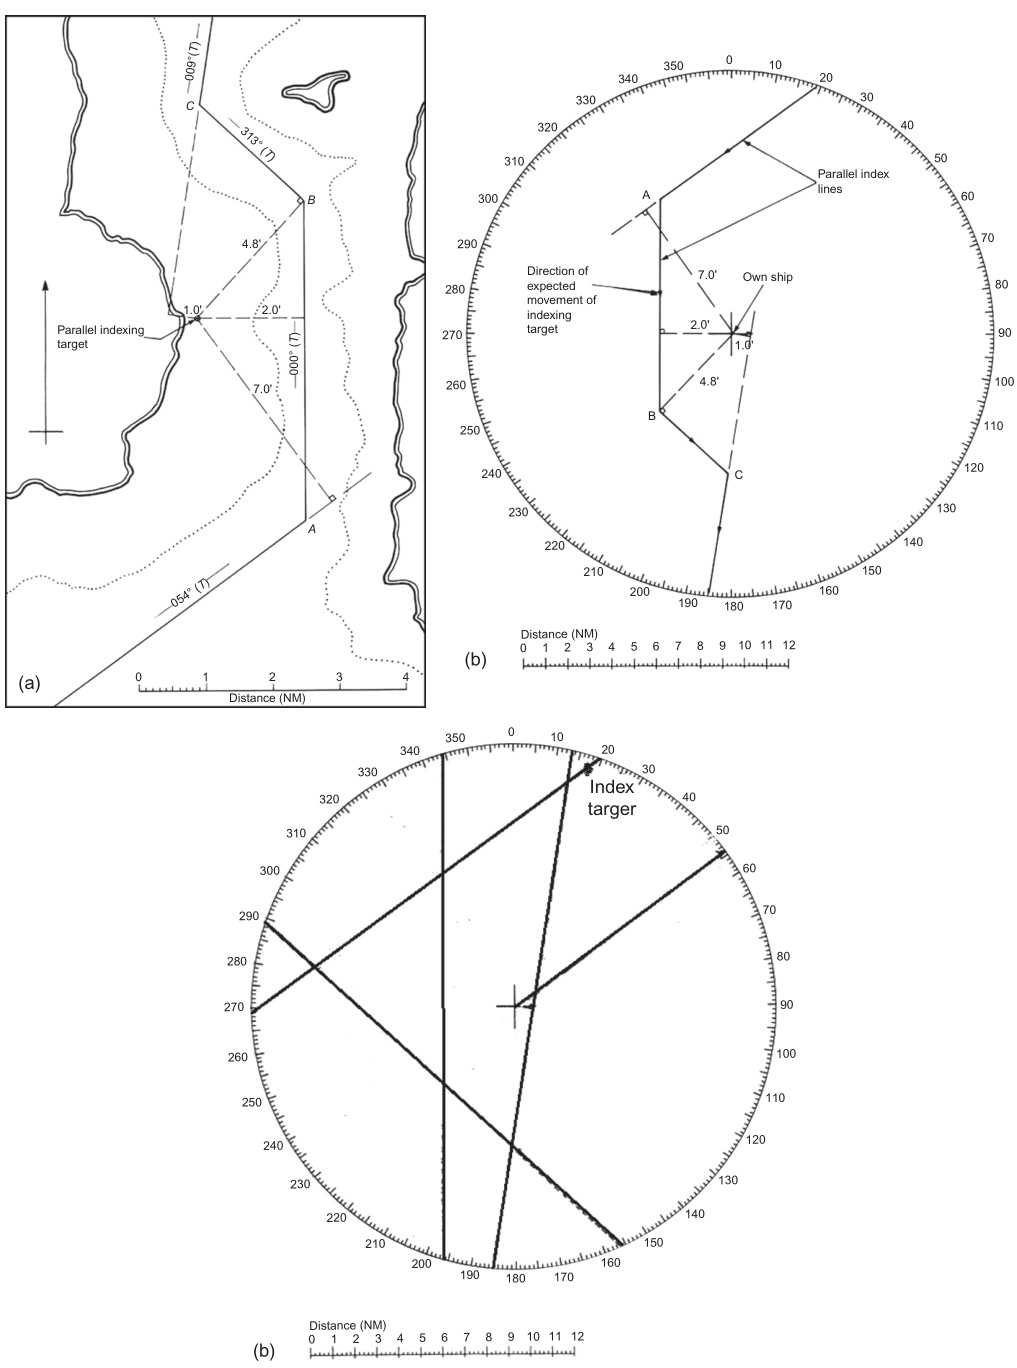 009°(T)
C
313° (T)
B
4.8'
1.0'
2.0'
Parallel indexing
target
000° (T)
7.0'
A
054° (T)
0 1 2 3 4
Distance (NM)
(a)
0
10
20
30
40
50
60
70
80
90
100
110
120
130
140
150
160
170
180
190
200
210
220
230
240
250
260
270
280
290
300
310
320
330
340
350
Parallel index
lines
A
Direction of
expected
movement of
indexing
target
7.0'
Own ship
2.0'
1.0'
4.8'
B
C
Distance (NM)
0 1 2 3 4 5 6 7 8 9 10 11 12
(b)
0
10
20
30
40
50
60
70
80
90
100
110
120
130
140
150
160
170
180
190
200
210
220
230
240
250
260
270
280
290
300
310
320
330
340
350
Index
targer
Distance (NM)
0 1 2 3 4 5 6 7 8 9 10 11 12
(b)